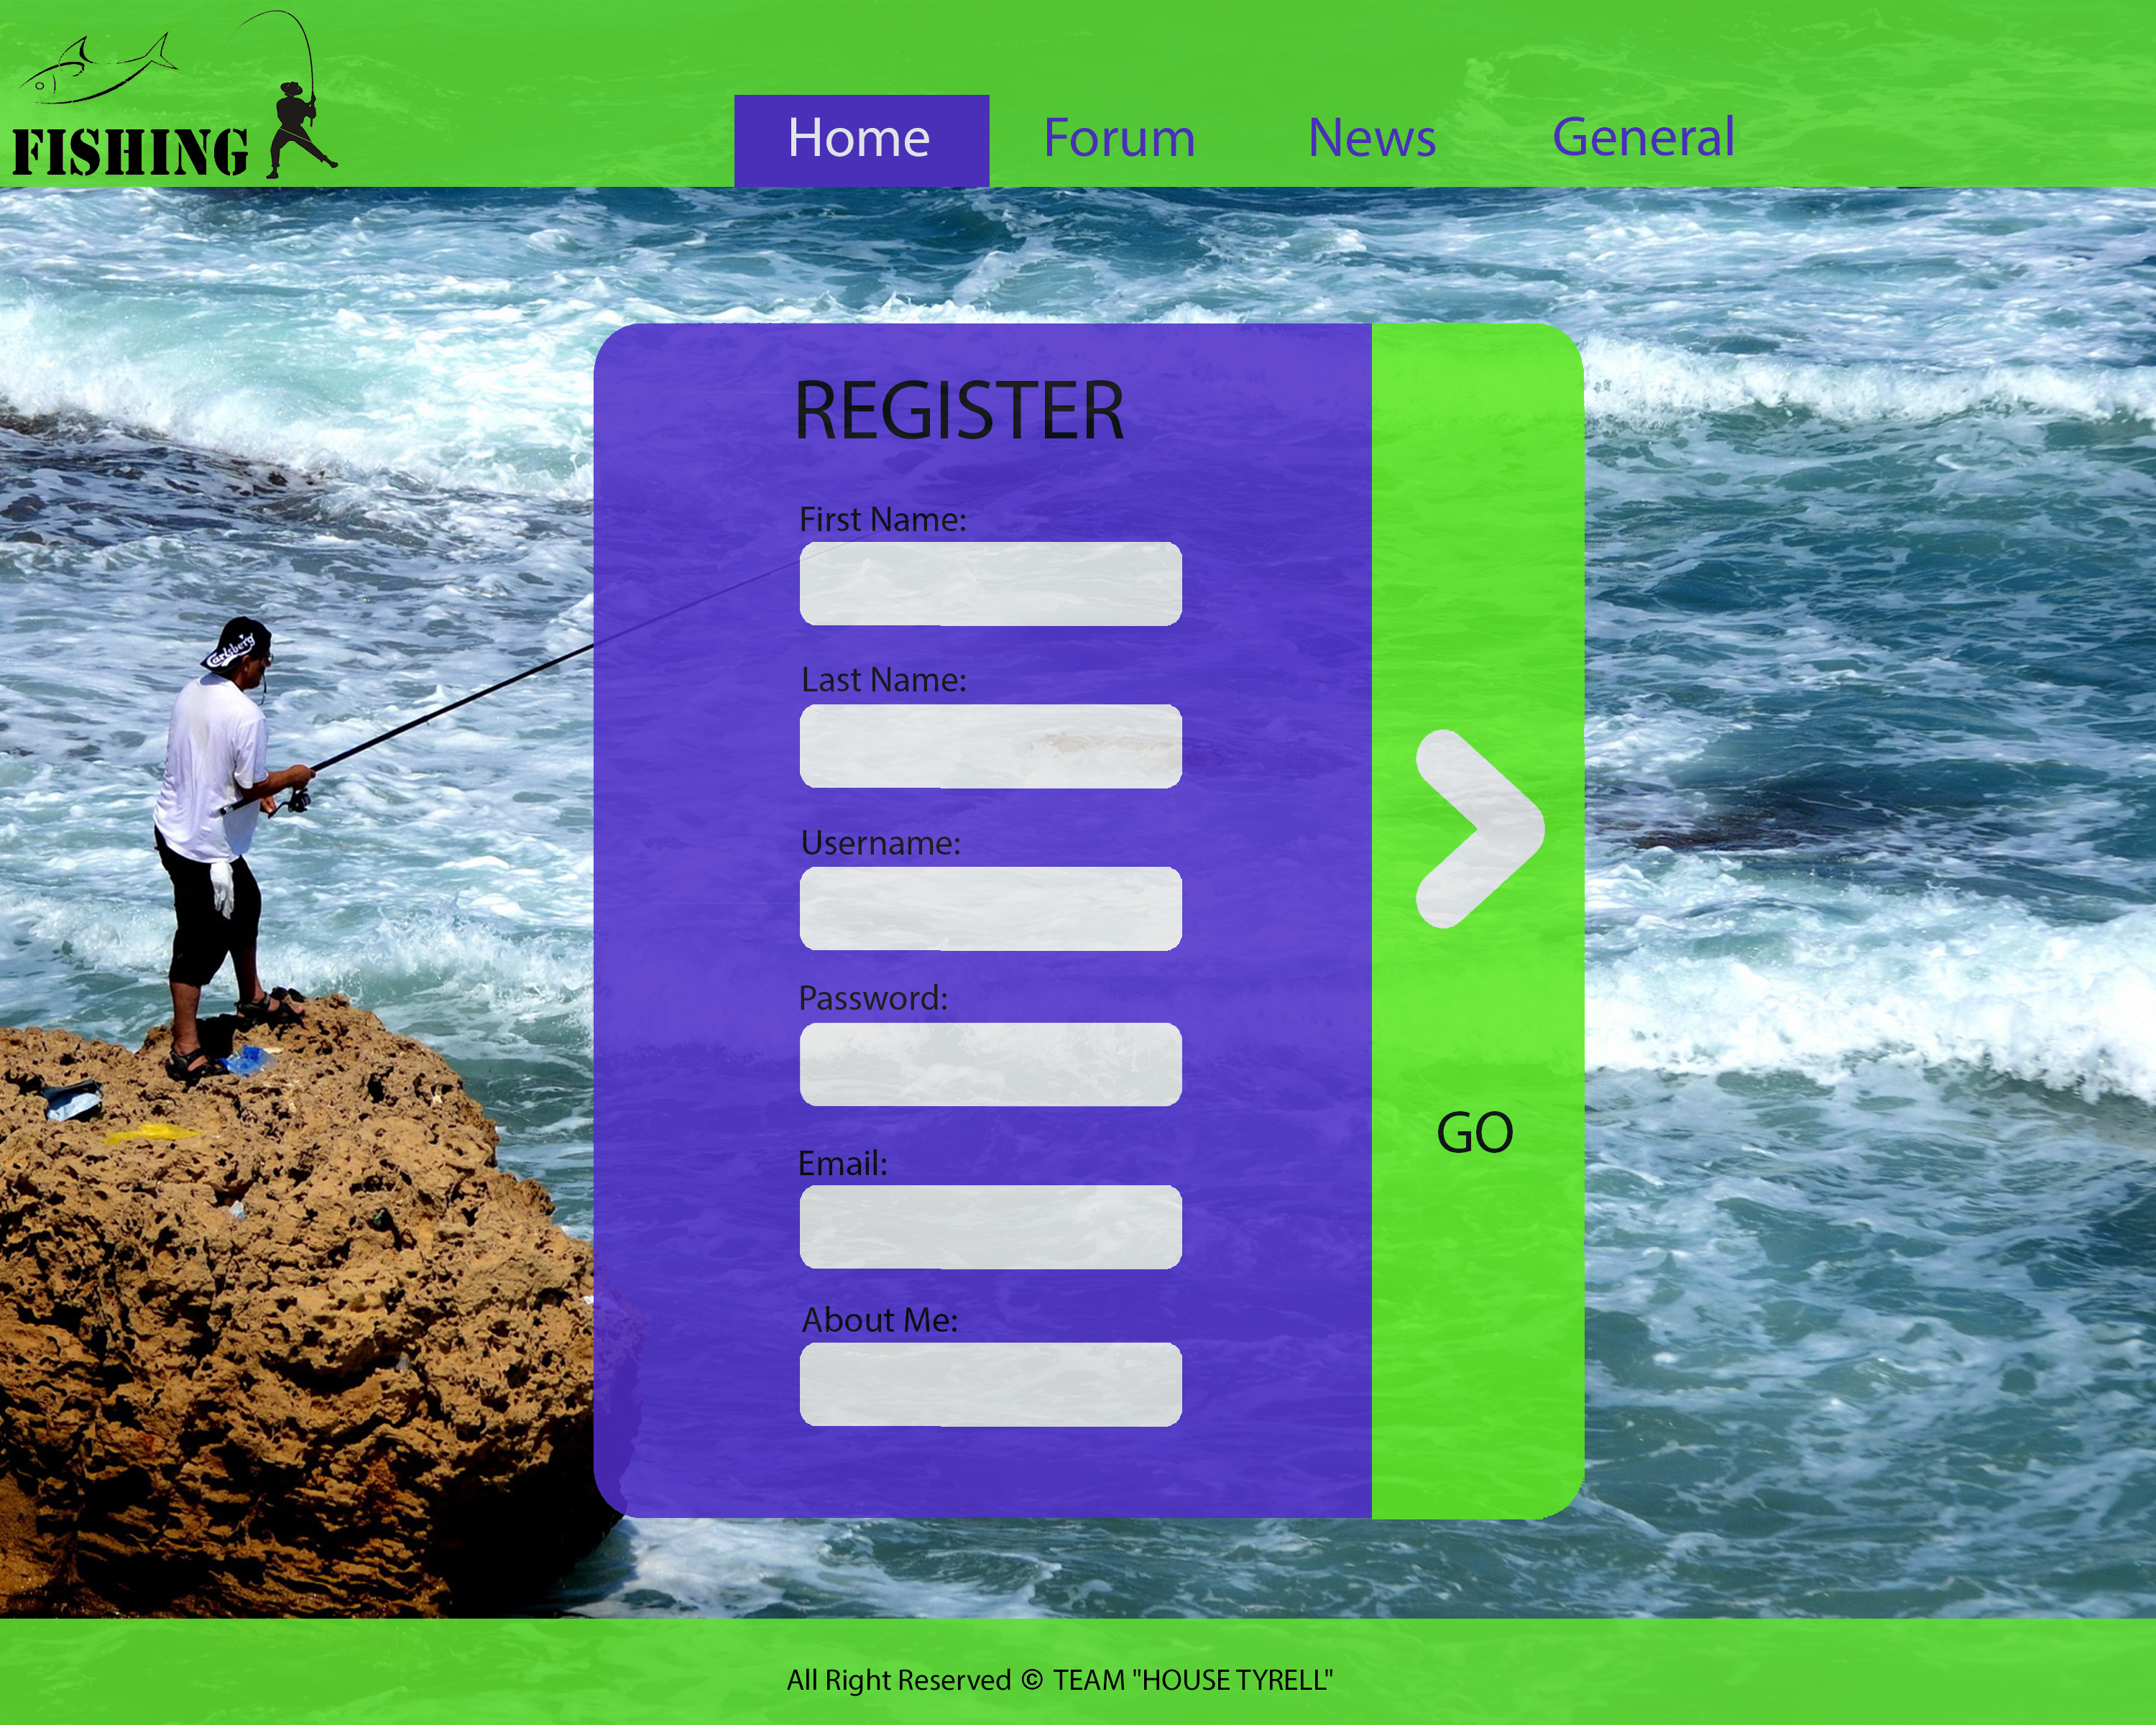 FISHING
Home Forum News General
REGISTER
First Name:
Last Name:
Carlsberg
Username:
Password:
Email:
GO
About Me:
All Right Reserved © TEAM "HOUSE TYRELL"